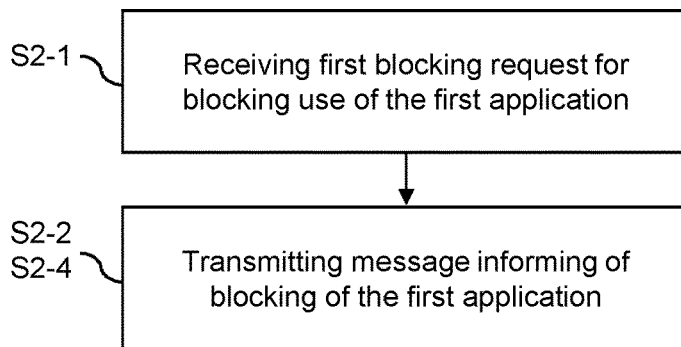 S2-1
Receiving first blocking request for
blocking use of the first application
S2-2
S2-4
Transmitting message informing of
blocking of the first application